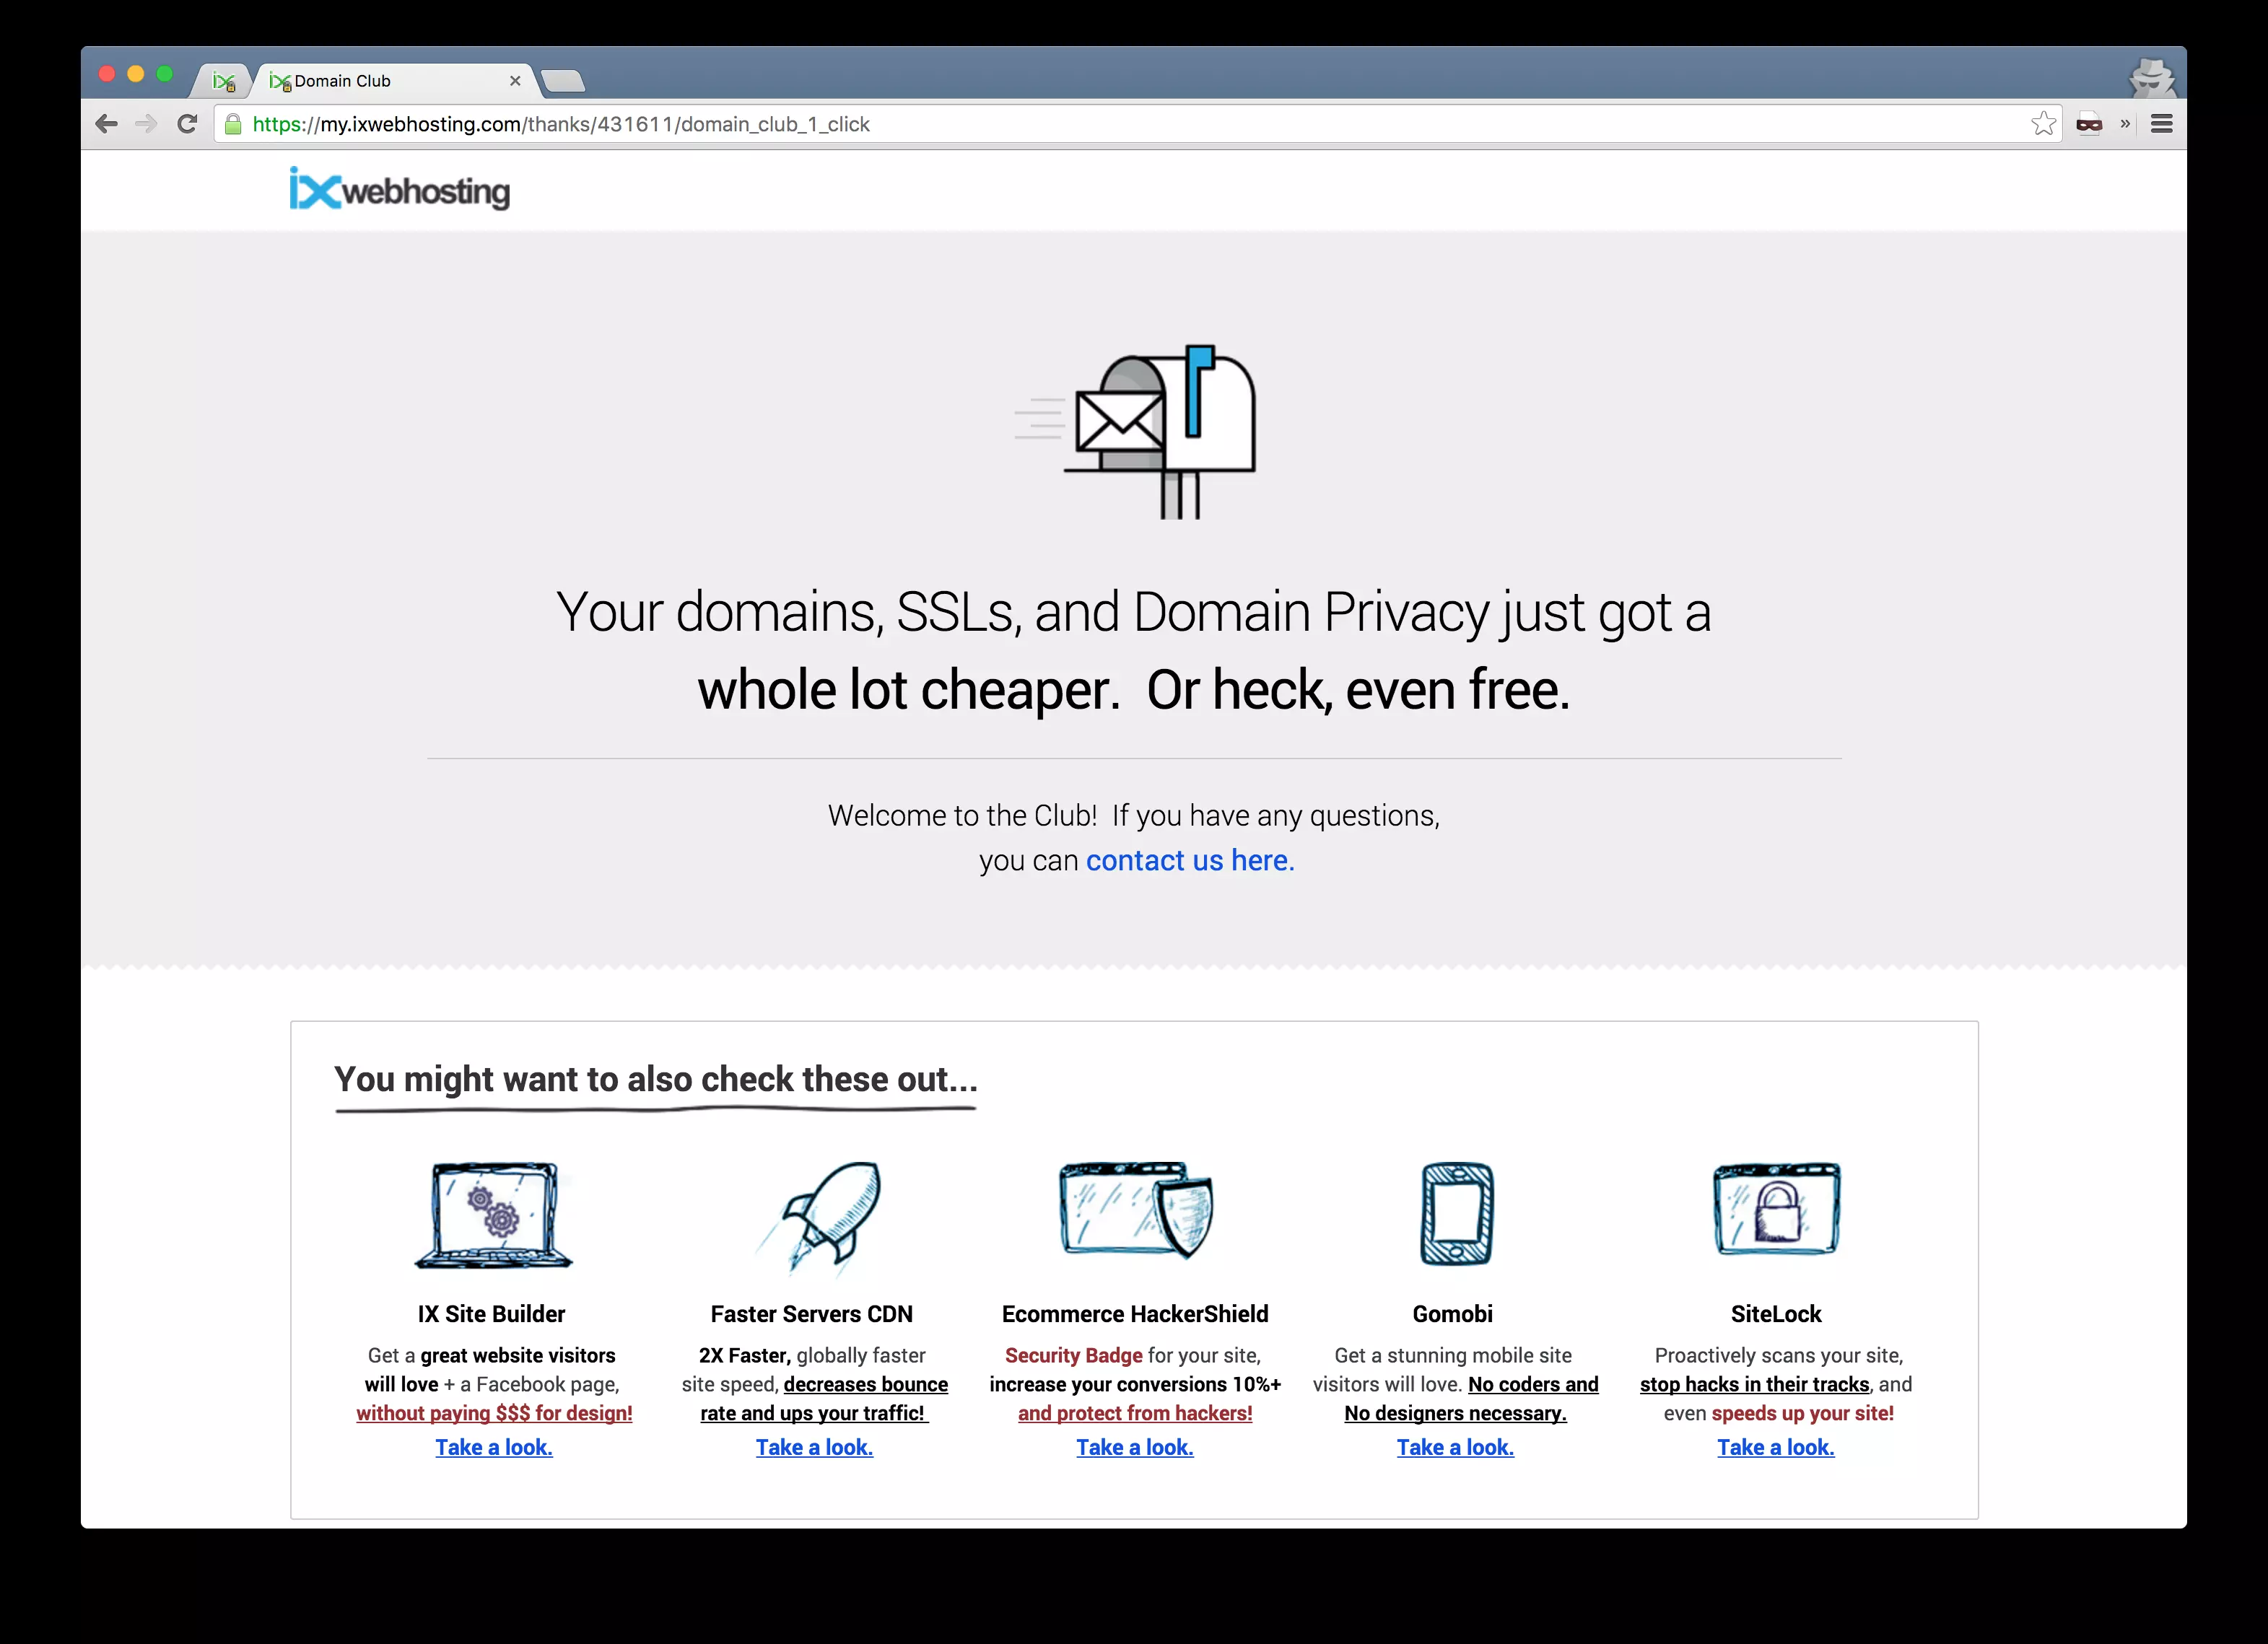 Domain Club
https://my.ixwebhosting.com/thanks/431611/domain_club_1_click
ixwebhosting
Your domains, SSLs, and Domain Privacy just got a
whole lot cheaper. Or heck, even free.
Welcome to the Club! If you have any questions,
you can contact us here.
You might want to also check these out...
IX Site Builder
Get a great website visitors
will love + a Facebook page,
without paying $$$ for design!
Take a look.
Faster Servers CDN
2X Faster, globally faster
site speed, decreases bounce
rate and ups your traffic!
Take a look.
Ecommerce HackerShield
Security Badge for your site,
increase your conversions 10%+
and protect from hackers!
Take a look.
Gomobi
Get a stunning mobile site
visitors will love. No coders and
No designers necessary.
Take a look.
SiteLock
Proactively scans your site,
stop hacks in their tracks, and
even speeds up your site!
Take a look.